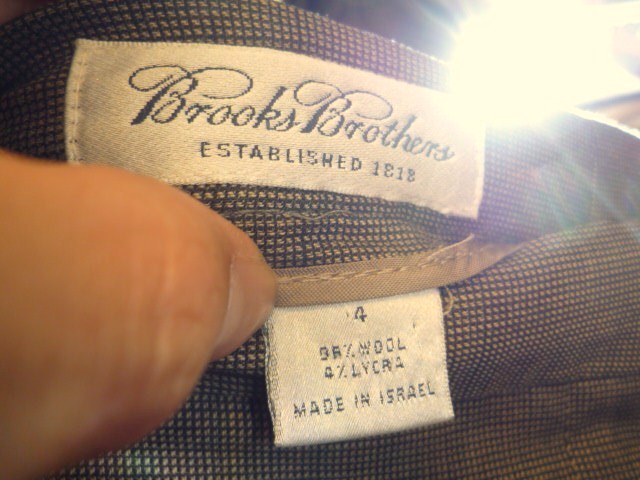 Brooks Brothers
ESTABLISHED 1818
4
96% WOOL
4% LYCRA
MADE IN ISRAEL